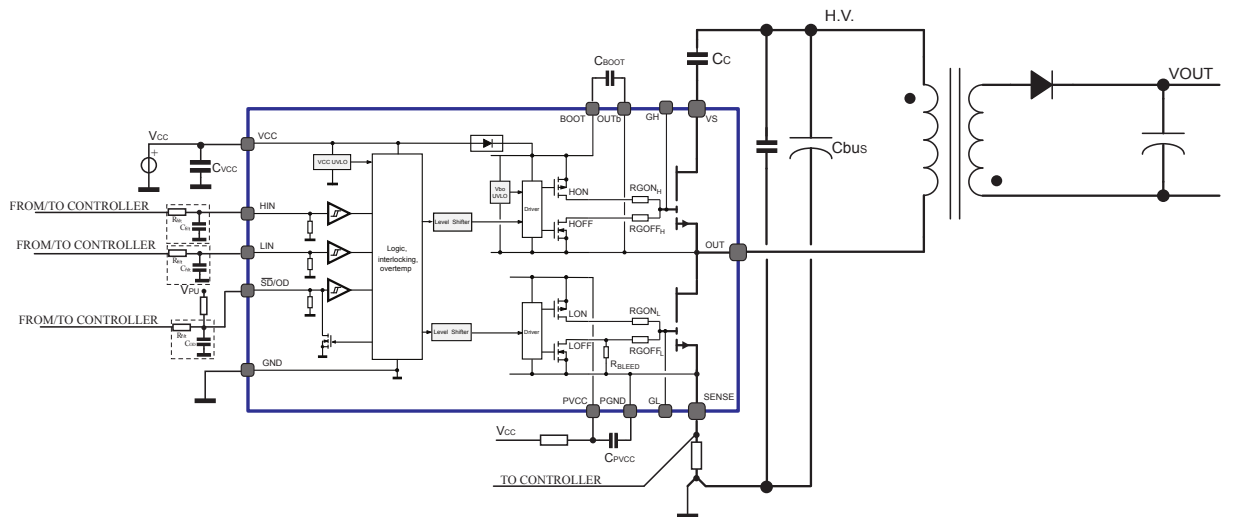 H.V.
CBOOT
CC
VOUT
BOOT
OUTb
GH
VS
VCC
VCC
CVCC
VCC UVLO
Cbus
Vbo
UVLO
Driver
HON
RGONH
FROM/TO CONTROLLER
HIN
Level Shifter
HOFF
RGOFFH
FROM/TO CONTROLLER
LIN
Logic,
interlocking,
overtemp
OUT
VPU
SD/OD
FROM/TO CONTROLLER
LON
RGONL
Level Shifter
Driver
LOFF
RGOFFL
RBLEED
GND
PVCC
PGND
GL
SENSE
VCC
CPVCC
TO CONTROLLER